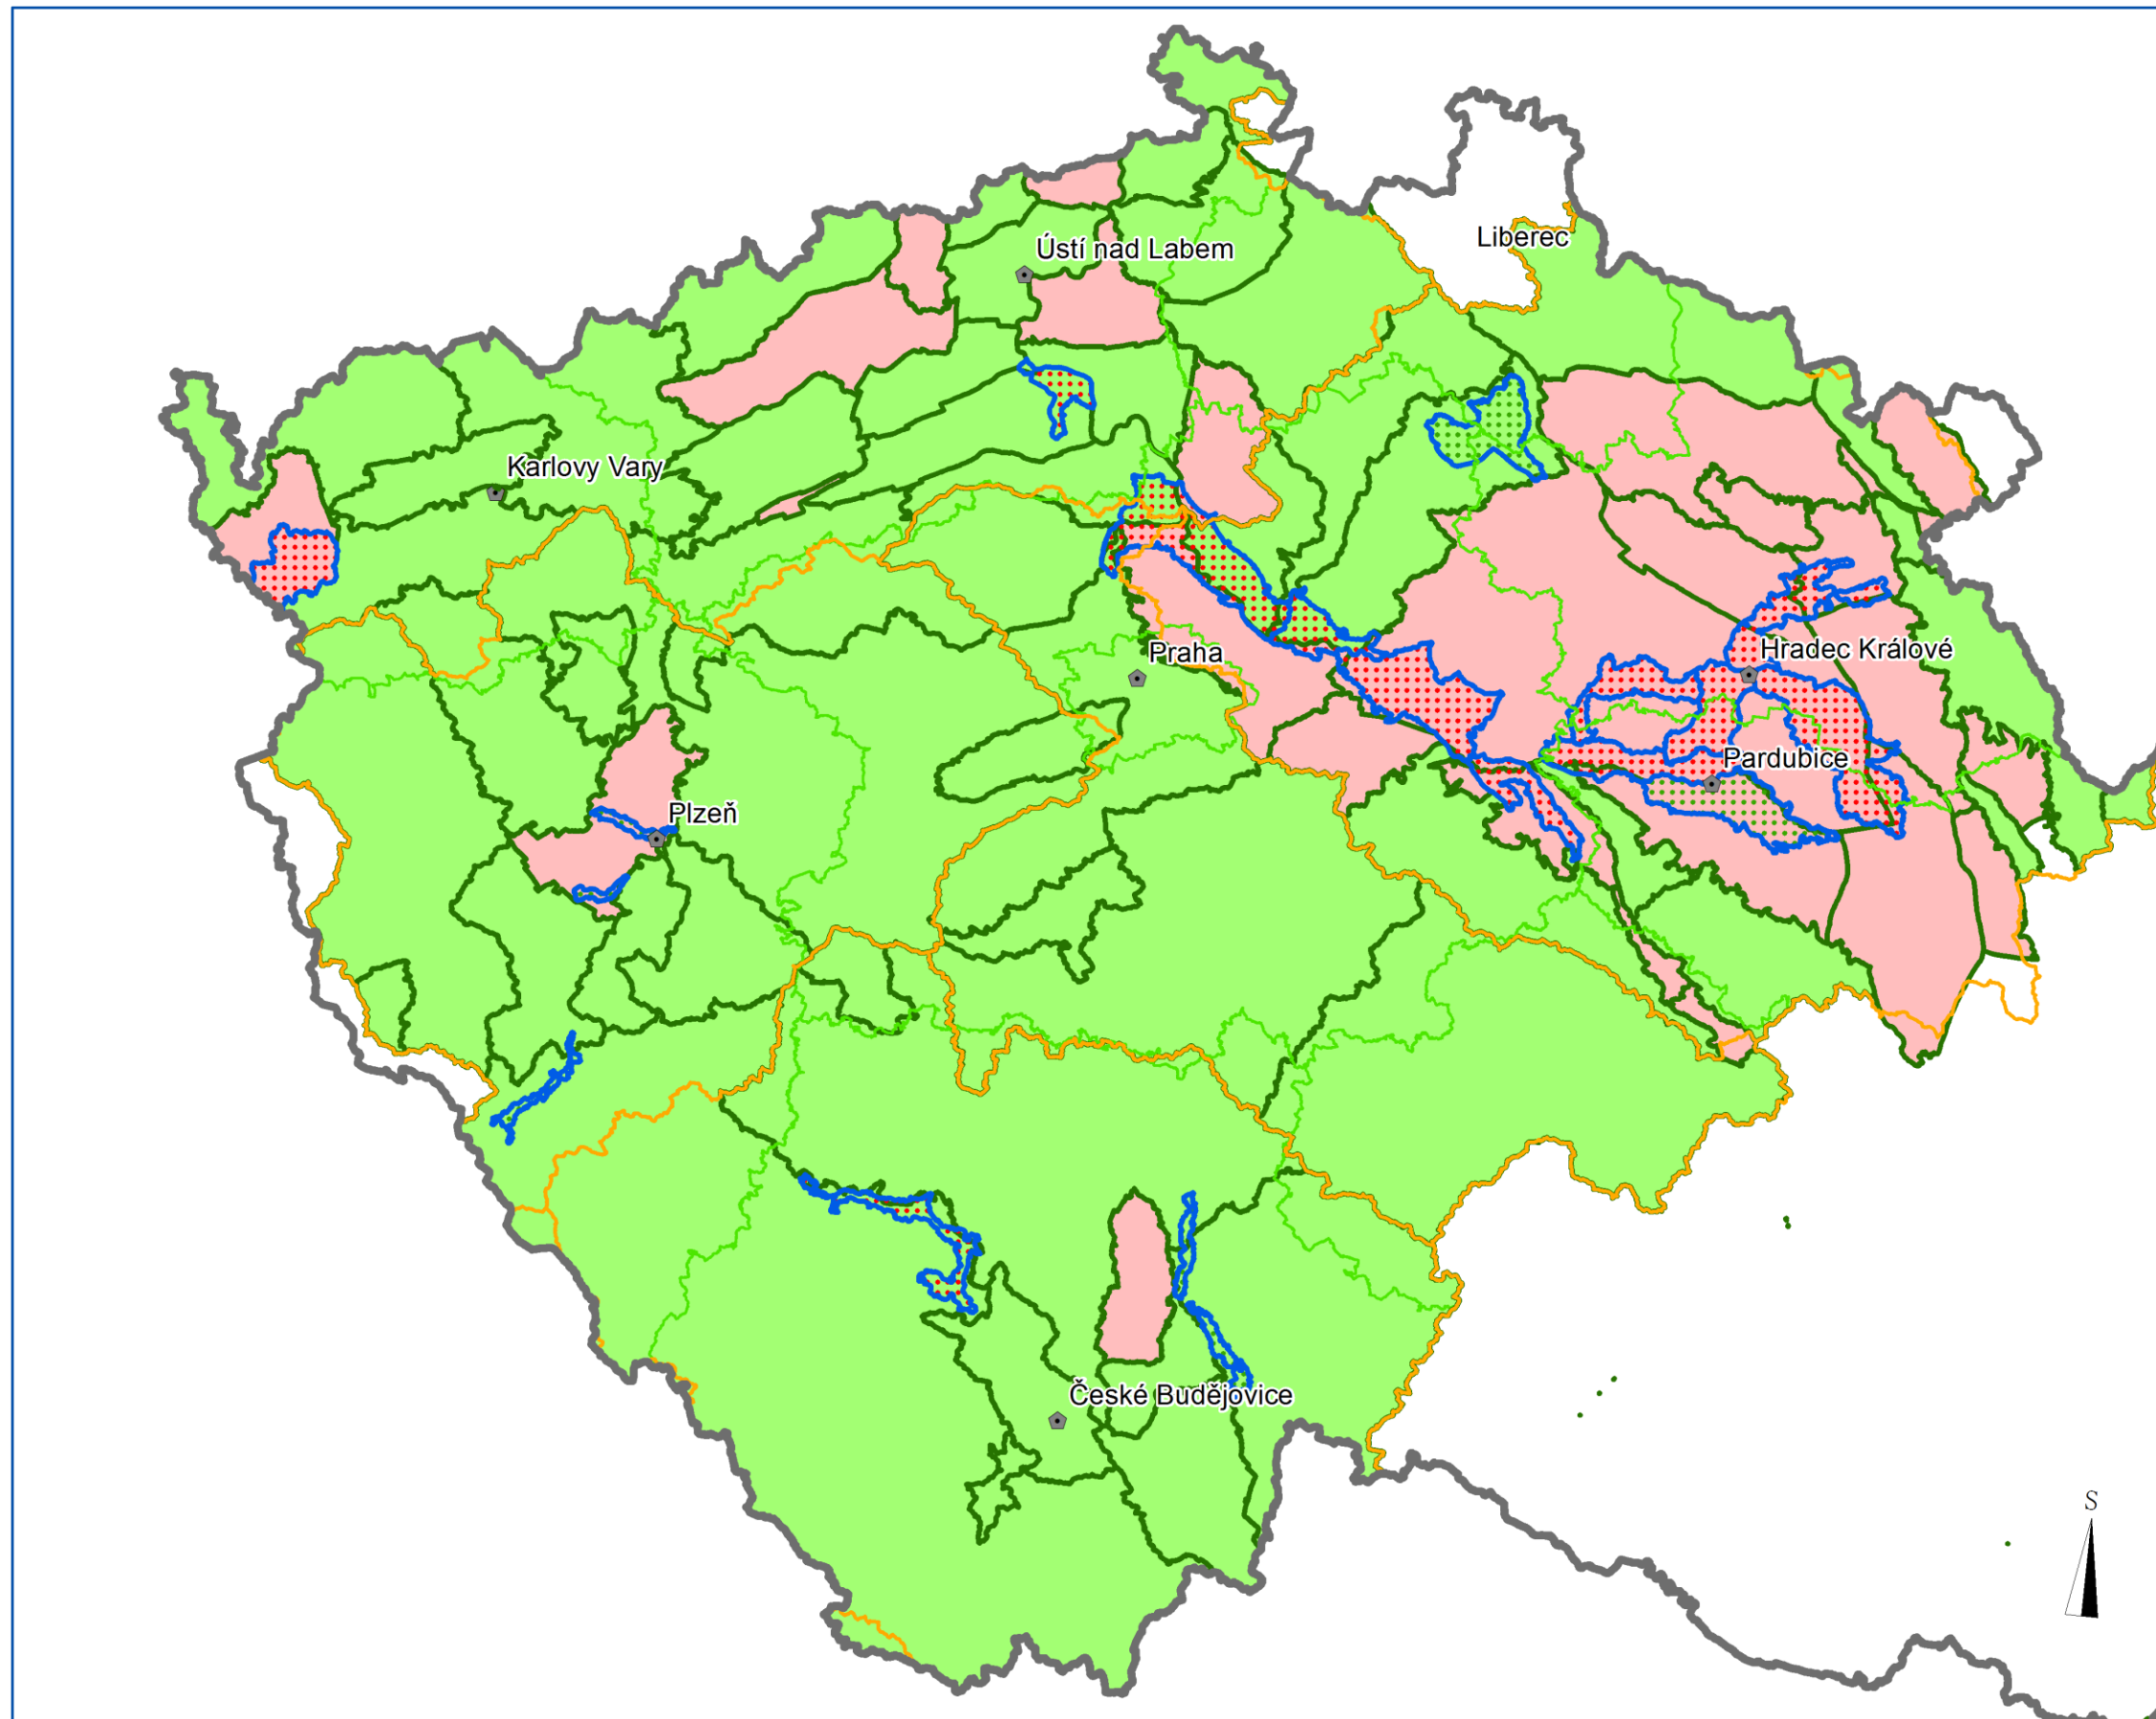 Liberec
Ústí nad Labem
Karlovy Vary
Praha
Hradec Králové
Pardubice
Plzeň
České Budějovice
S